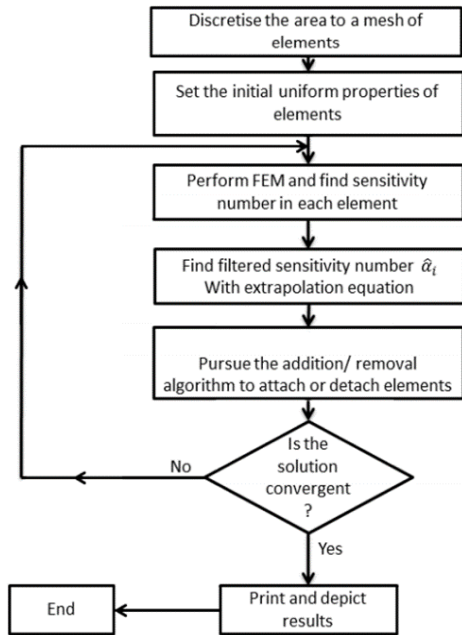 Discretise the area to a mesh of
elements
Set the initial uniform properties of
elements
Perform FEM and find sensitivity
number in each element
Find filtered sensitivity number α̂ᵢ
With extrapolation equation
Pursue the addition/ removal
algorithm to attach or detach elements
Is the
solution
convergent
?
No
Yes
Print and depict
results
End